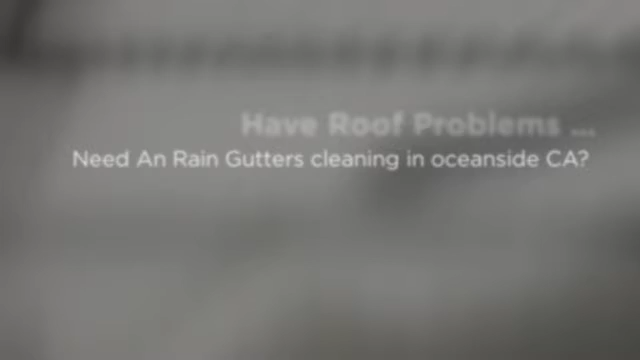 Have Roof Problems ...
Need An Rain Gutters cleaning in oceanside CA?